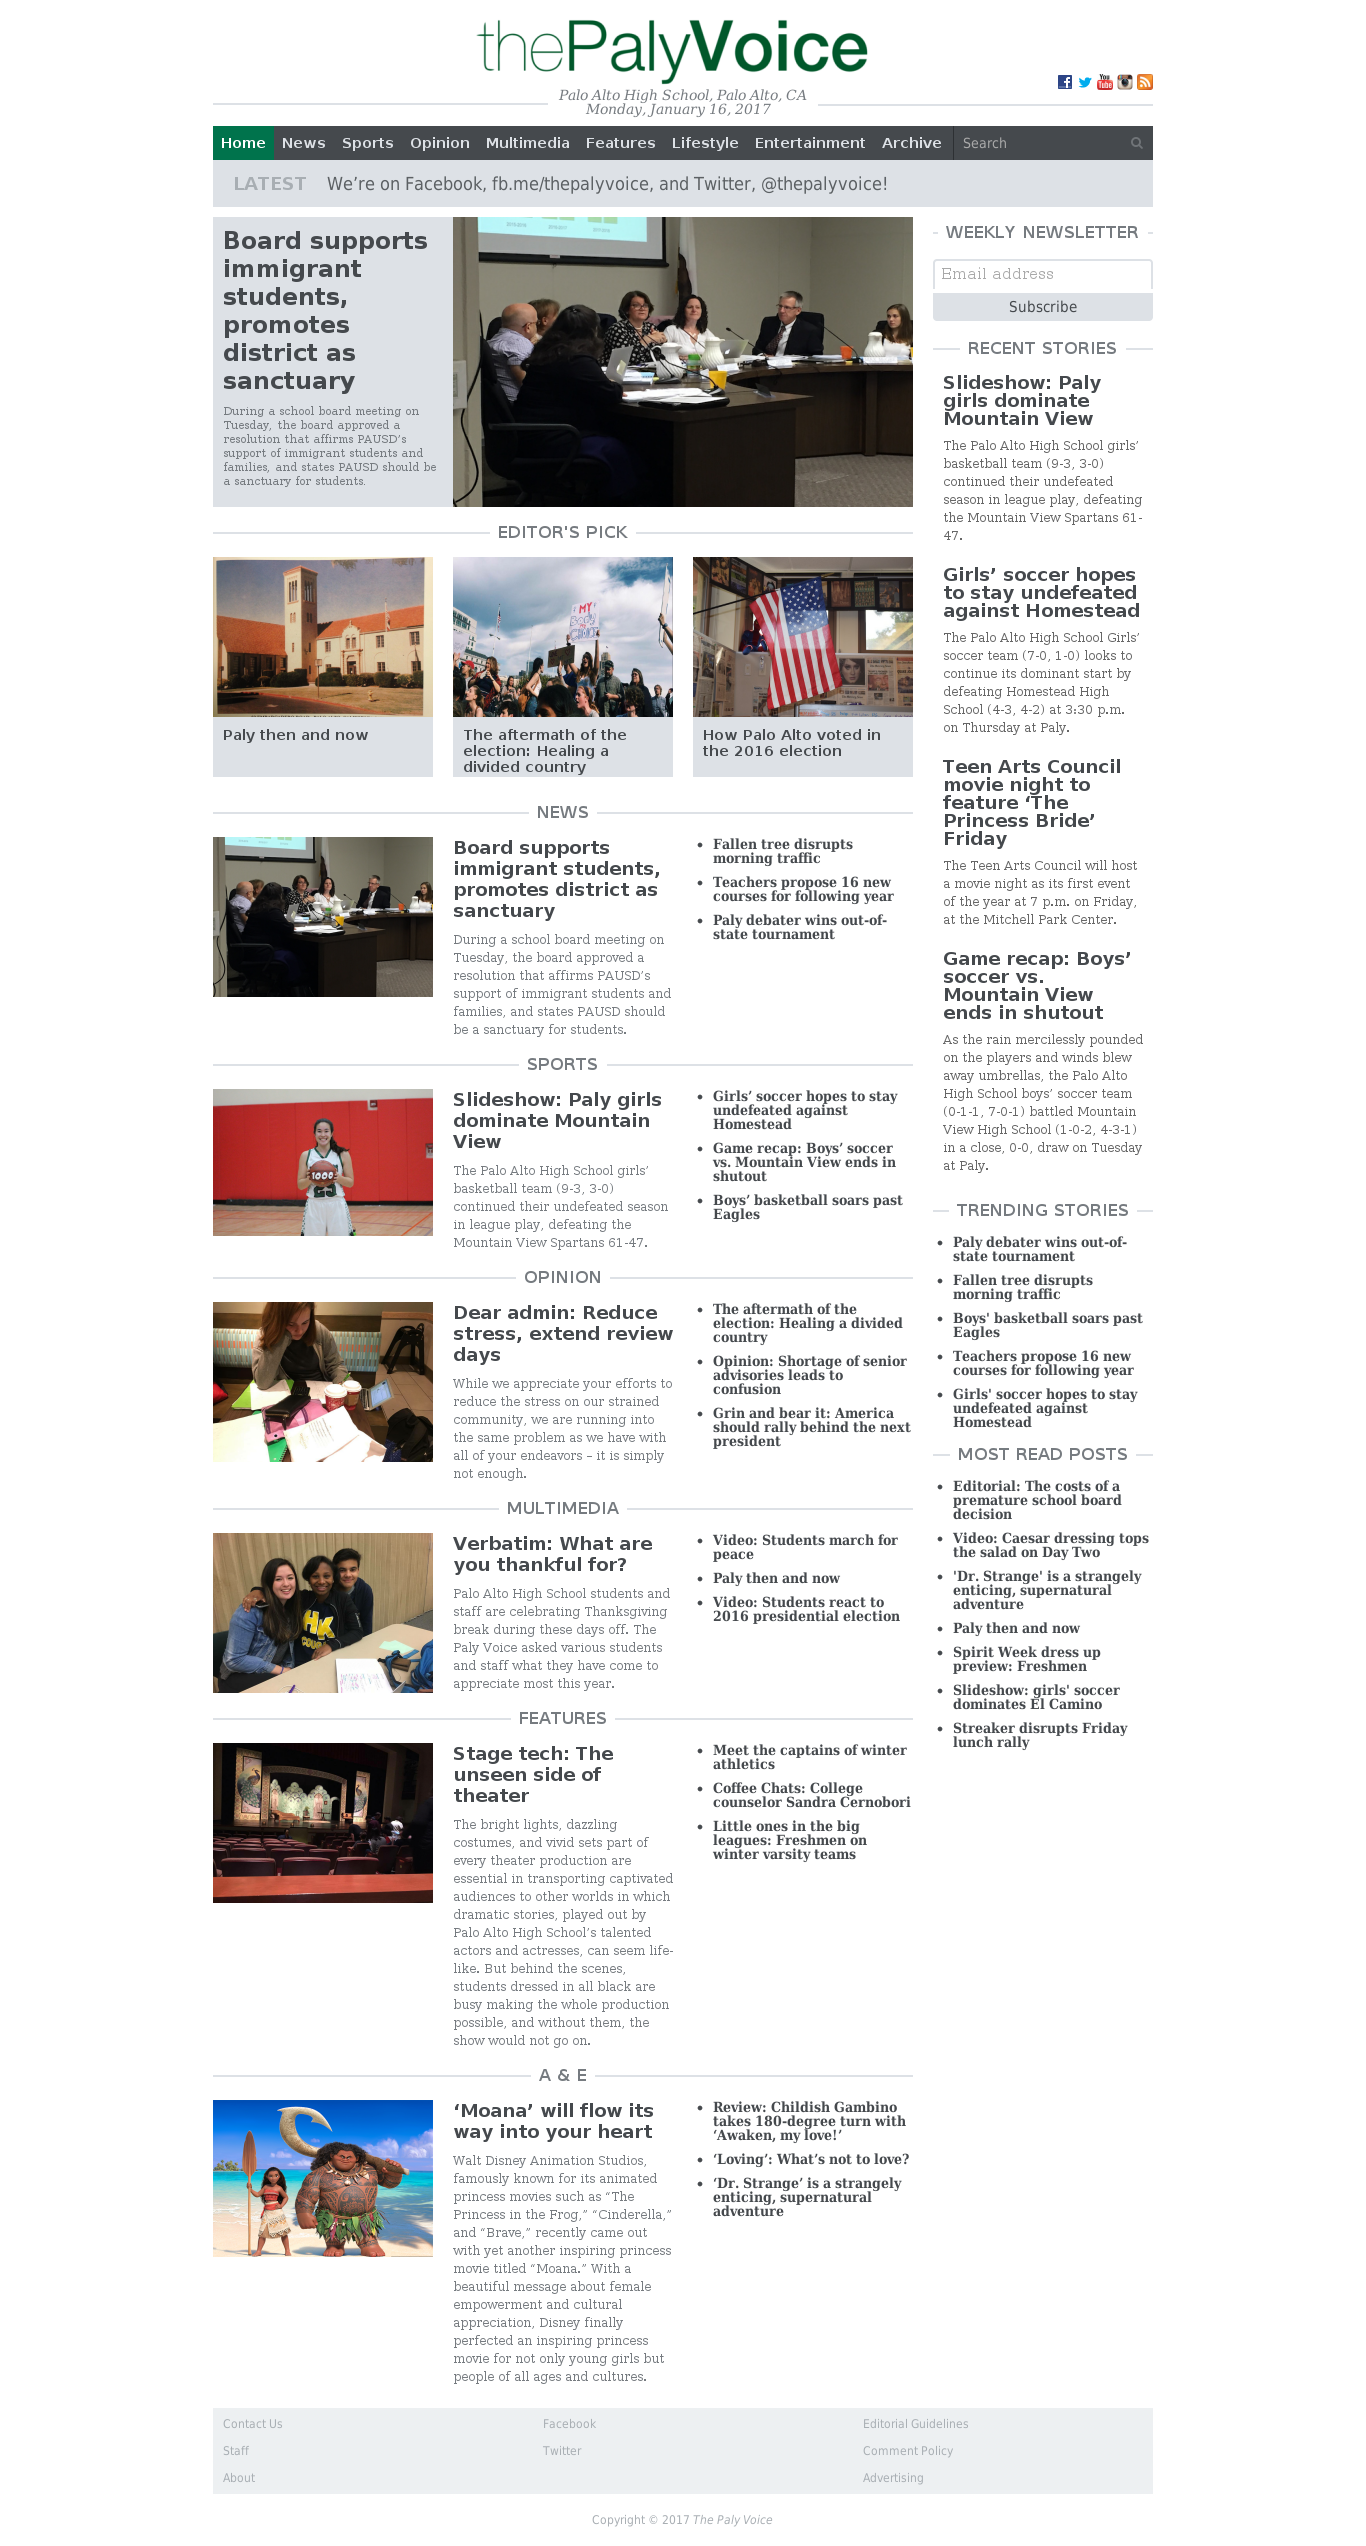 thePalyVoice
Palo Alto High School, Palo Alto, CA
Monday, January 16, 2017
Home News Sports Opinion Multimedia Features Lifestyle Entertainment Archive Search
LATEST We’re on Facebook, fb.me/thepalyvoice, and Twitter, @thepalyvoice!
Board supports
immigrant
students,
promotes
district as
sanctuary
During a school board meeting on
Tuesday, the board approved a
resolution that affirms PAUSD’s
support of immigrant students and
families, and states PAUSD should be
a sanctuary for students.
EDITOR'S PICK
MY
BODY
MY
CHOICE
Paly then and now
The aftermath of the
election: Healing a
divided country
How Palo Alto voted in
the 2016 election
NEWS
Board supports
immigrant students,
promotes district as
sanctuary
During a school board meeting on
Tuesday, the board approved a
resolution that affirms PAUSD’s
support of immigrant students and
families, and states PAUSD should
be a sanctuary for students.
• Fallen tree disrupts
morning traffic
• Teachers propose 16 new
courses for following year
• Paly debater wins out-of-
state tournament
SPORTS
1000
23
Slideshow: Paly girls
dominate Mountain
View
The Palo Alto High School girls’
basketball team (9-3, 3-0)
continued their undefeated season
in league play, defeating the
Mountain View Spartans 61-47.
• Girls’ soccer hopes to stay
undefeated against
Homestead
• Game recap: Boys’ soccer
vs. Mountain View ends in
shutout
• Boys’ basketball soars past
Eagles
OPINION
Dear admin: Reduce
stress, extend review
days
While we appreciate your efforts to
reduce the stress on our strained
community, we are running into
the same problem as we have with
all of your endeavors – it is simply
not enough.
• The aftermath of the
election: Healing a divided
country
• Opinion: Shortage of senior
advisories leads to
confusion
• Grin and bear it: America
should rally behind the next
president
MULTIMEDIA
HK
Verbatim: What are
you thankful for?
Palo Alto High School students and
staff are celebrating Thanksgiving
break during these days off. The
Paly Voice asked various students
and staff what they have come to
appreciate most this year.
• Video: Students march for
peace
• Paly then and now
• Video: Students react to
2016 presidential election
FEATURES
Stage tech: The
unseen side of
theater
The bright lights, dazzling
costumes, and vivid sets part of
every theater production are
essential in transporting captivated
audiences to other worlds in which
dramatic stories, played out by
Palo Alto High School’s talented
actors and actresses, can seem life-
like. But behind the scenes,
students dressed in all black are
busy making the whole production
possible, and without them, the
show would not go on.
• Meet the captains of winter
athletics
• Coffee Chats: College
counselor Sandra Cernobori
• Little ones in the big
leagues: Freshmen on
winter varsity teams
A & E
‘Moana’ will flow its
way into your heart
Walt Disney Animation Studios,
famously known for its animated
princess movies such as “The
Princess in the Frog,” “Cinderella,”
and “Brave,” recently came out
with yet another inspiring princess
movie titled “Moana.” With a
beautiful message about female
empowerment and cultural
appreciation, Disney finally
perfected an inspiring princess
movie for not only young girls but
people of all ages and cultures.
• Review: Childish Gambino
takes 180-degree turn with
‘Awaken, my love!’
• ‘Loving’: What’s not to love?
• ‘Dr. Strange’ is a strangely
enticing, supernatural
adventure
WEEKLY NEWSLETTER
Email address
Subscribe
RECENT STORIES
Slideshow: Paly
girls dominate
Mountain View
The Palo Alto High School girls’
basketball team (9-3, 3-0)
continued their undefeated
season in league play, defeating
the Mountain View Spartans 61-
47.
Girls’ soccer hopes
to stay undefeated
against Homestead
The Palo Alto High School Girls’
soccer team (7-0, 1-0) looks to
continue its dominant start by
defeating Homestead High
School (4-3, 4-2) at 3:30 p.m.
on Thursday at Paly.
Teen Arts Council
movie night to
feature ‘The
Princess Bride’
Friday
The Teen Arts Council will host
a movie night as its first event
of the year at 7 p.m. on Friday,
at the Mitchell Park Center.
Game recap: Boys’
soccer vs.
Mountain View
ends in shutout
As the rain mercilessly pounded
on the players and winds blew
away umbrellas, the Palo Alto
High School boys’ soccer team
(0-1-1, 7-0-1) battled Mountain
View High School (1-0-2, 4-3-1)
in a close, 0-0, draw on Tuesday
at Paly.
TRENDING STORIES
• Paly debater wins out-of-
state tournament
• Fallen tree disrupts
morning traffic
• Boys' basketball soars past
Eagles
• Teachers propose 16 new
courses for following year
• Girls' soccer hopes to stay
undefeated against
Homestead
MOST READ POSTS
• Editorial: The costs of a
premature school board
decision
• Video: Caesar dressing tops
the salad on Day Two
• 'Dr. Strange' is a strangely
enticing, supernatural
adventure
• Paly then and now
• Spirit Week dress up
preview: Freshmen
• Slideshow: girls' soccer
dominates El Camino
• Streaker disrupts Friday
lunch rally
Contact Us Facebook Editorial Guidelines
Staff Twitter Comment Policy
About Advertising
Copyright © 2017 The Paly Voice